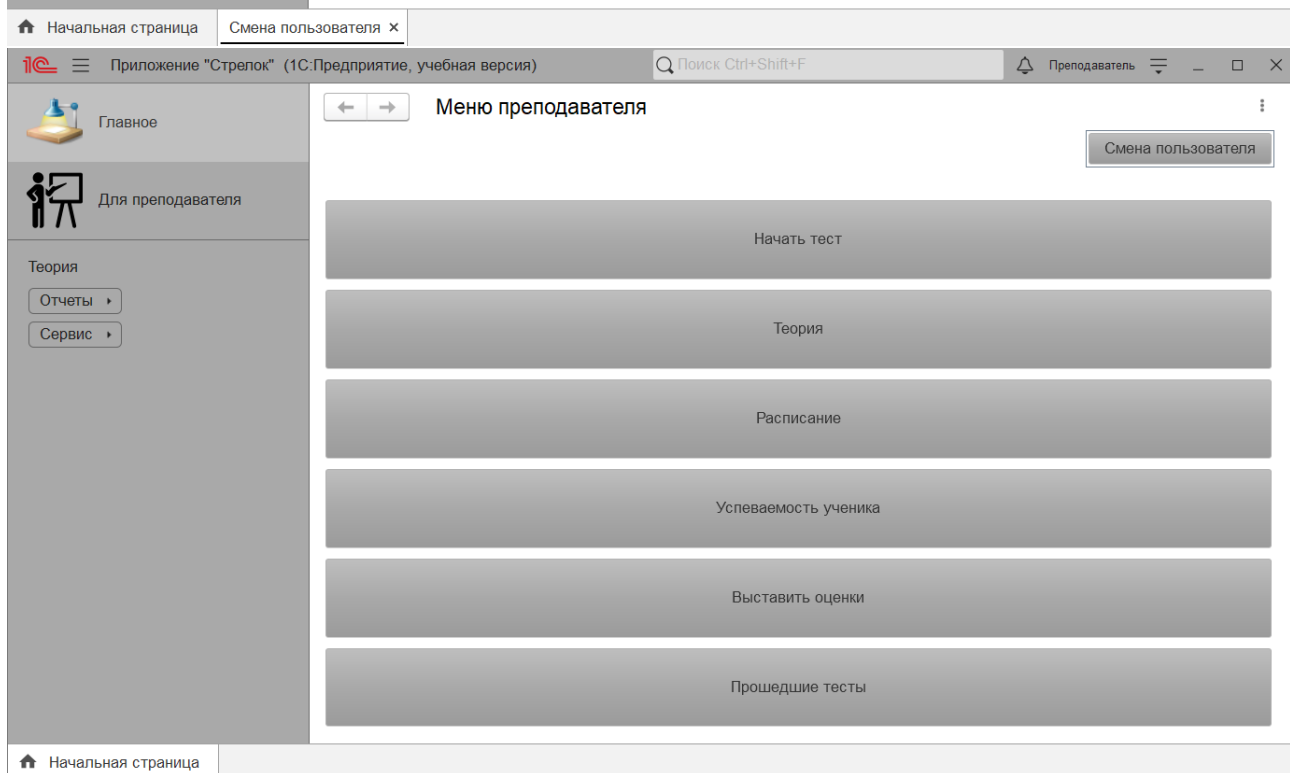 Начальная страница Смена пользователя ×
1С Приложение "Стрелок" (1С:Предприятие, учебная версия) Поиск Ctrl+Shift+F Преподаватель
Главное
Меню преподавателя
Смена пользователя
Для преподавателя
Начать тест
Теория
Отчеты
Сервис
Теория
Расписание
Успеваемость ученика
Выставить оценки
Прошедшие тесты
Начальная страница